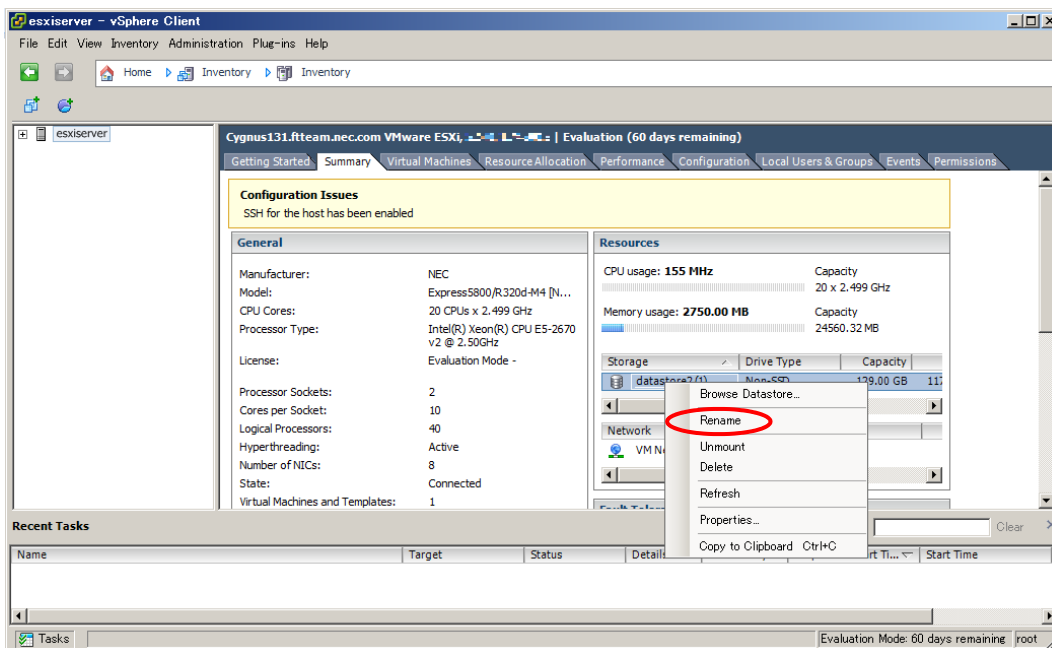 esxiserver - vSphere Client
File Edit View Inventory Administration Plug-ins Help
Home Inventory Inventory
esxiserver
Cygnus131.ftteam.nec.com VMware ESXi, | Evaluation (60 days remaining)
Getting Started Summary Virtual Machines Resource Allocation Performance Configuration Local Users & Groups Events Permissions
Configuration Issues
SSH for the host has been enabled
General
Manufacturer: NEC
Model: Express5800/R320d-M4 [N...
CPU Cores: 20 CPUs x 2.499 GHz
Processor Type: Intel(R) Xeon(R) CPU E5-2670
v2 @ 2.50GHz
License: Evaluation Mode -
Processor Sockets: 2
Cores per Socket: 10
Logical Processors: 40
Hyperthreading: Active
Number of NICs: 8
State: Connected
Virtual Machines and Templates: 1
Resources
CPU usage: 155 MHz Capacity
20 x 2.499 GHz
Memory usage: 2750.00 MB Capacity
24560.32 MB
Storage Drive Type Capacity
datastore2 (1) Non-SSD 129.00 GB 117
Network
VM N
Browse Datastore...
Rename
Unmount
Delete
Refresh
Properties...
Copy to Clipboard Ctrl+C
Recent Tasks
Clear
Name Target Status Details rt Ti... Start Time
Tasks
Evaluation Mode: 60 days remaining root